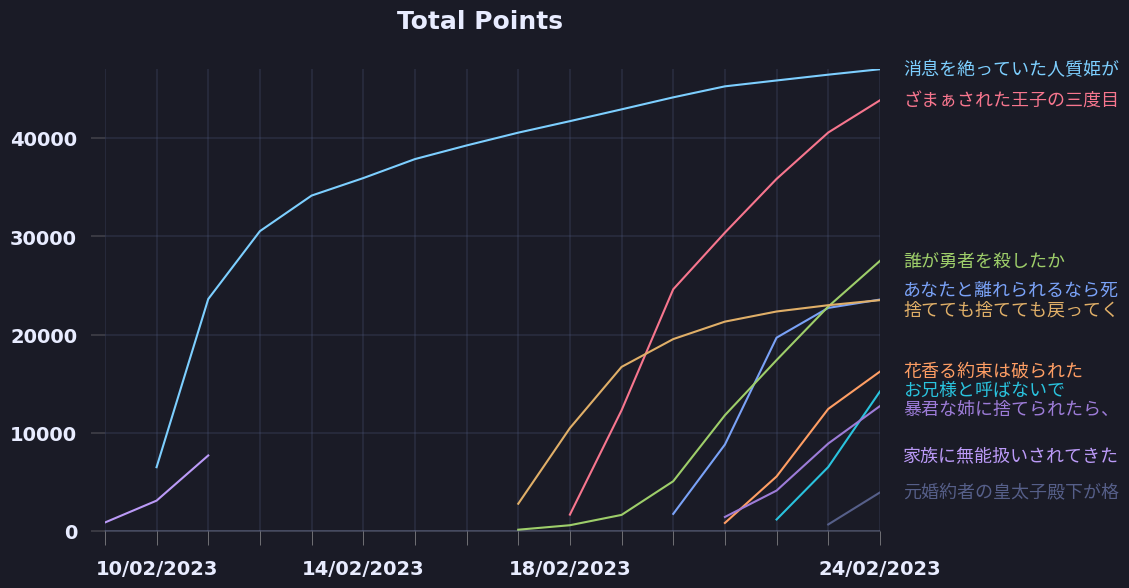 Total Points
消息を絶っていた人質姫が
ざまぁされた王子の三度目
40000
30000
誰が勇者を殺したか
あなたと離れられるなら死
捨てても捨てても戻ってく
20000
花香る約束は破られた
お兄様と呼ばないで
暴君な姉に捨てられたら、
10000
家族に無能扱いされてきた
元婚約者の皇太子殿下が格
0
10/02/2023 14/02/2023 18/02/2023 24/02/2023